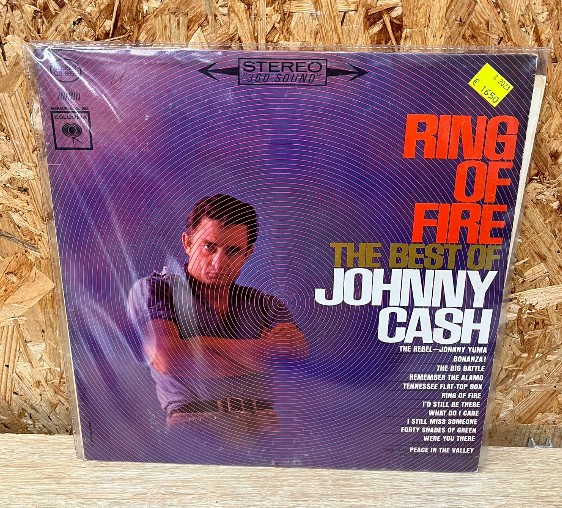 STEREO
"360 SOUND"
COLUMBIA
€ 1650
RING
OF
FIRE
THE BEST OF
JOHNNY
CASH
THE REBEL—JOHNNY YUMA
BONANZA!
THE BIG BATTLE
REMEMBER THE ALAMO
TENNESSEE FLAT-TOP BOX
RING OF FIRE
I'D STILL BE THERE
WHAT DO I CARE
I STILL MISS SOMEONE
FORTY SHADES OF GREEN
WERE YOU THERE
PEACE IN THE VALLEY